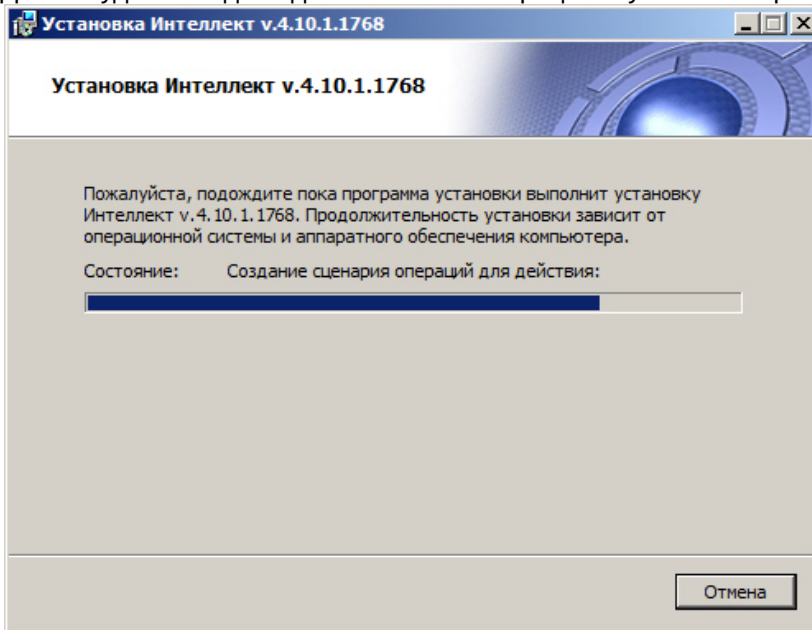 Установка Интеллект v.4.10.1.1768
Установка Интеллект v.4.10.1.1768
Пожалуйста, подождите пока программа установки выполнит установку
Интеллект v.4.10.1.1768. Продолжительность установки зависит от
операционной системы и аппаратного обеспечения компьютера.
Состояние: Создание сценария операций для действия:
Отмена